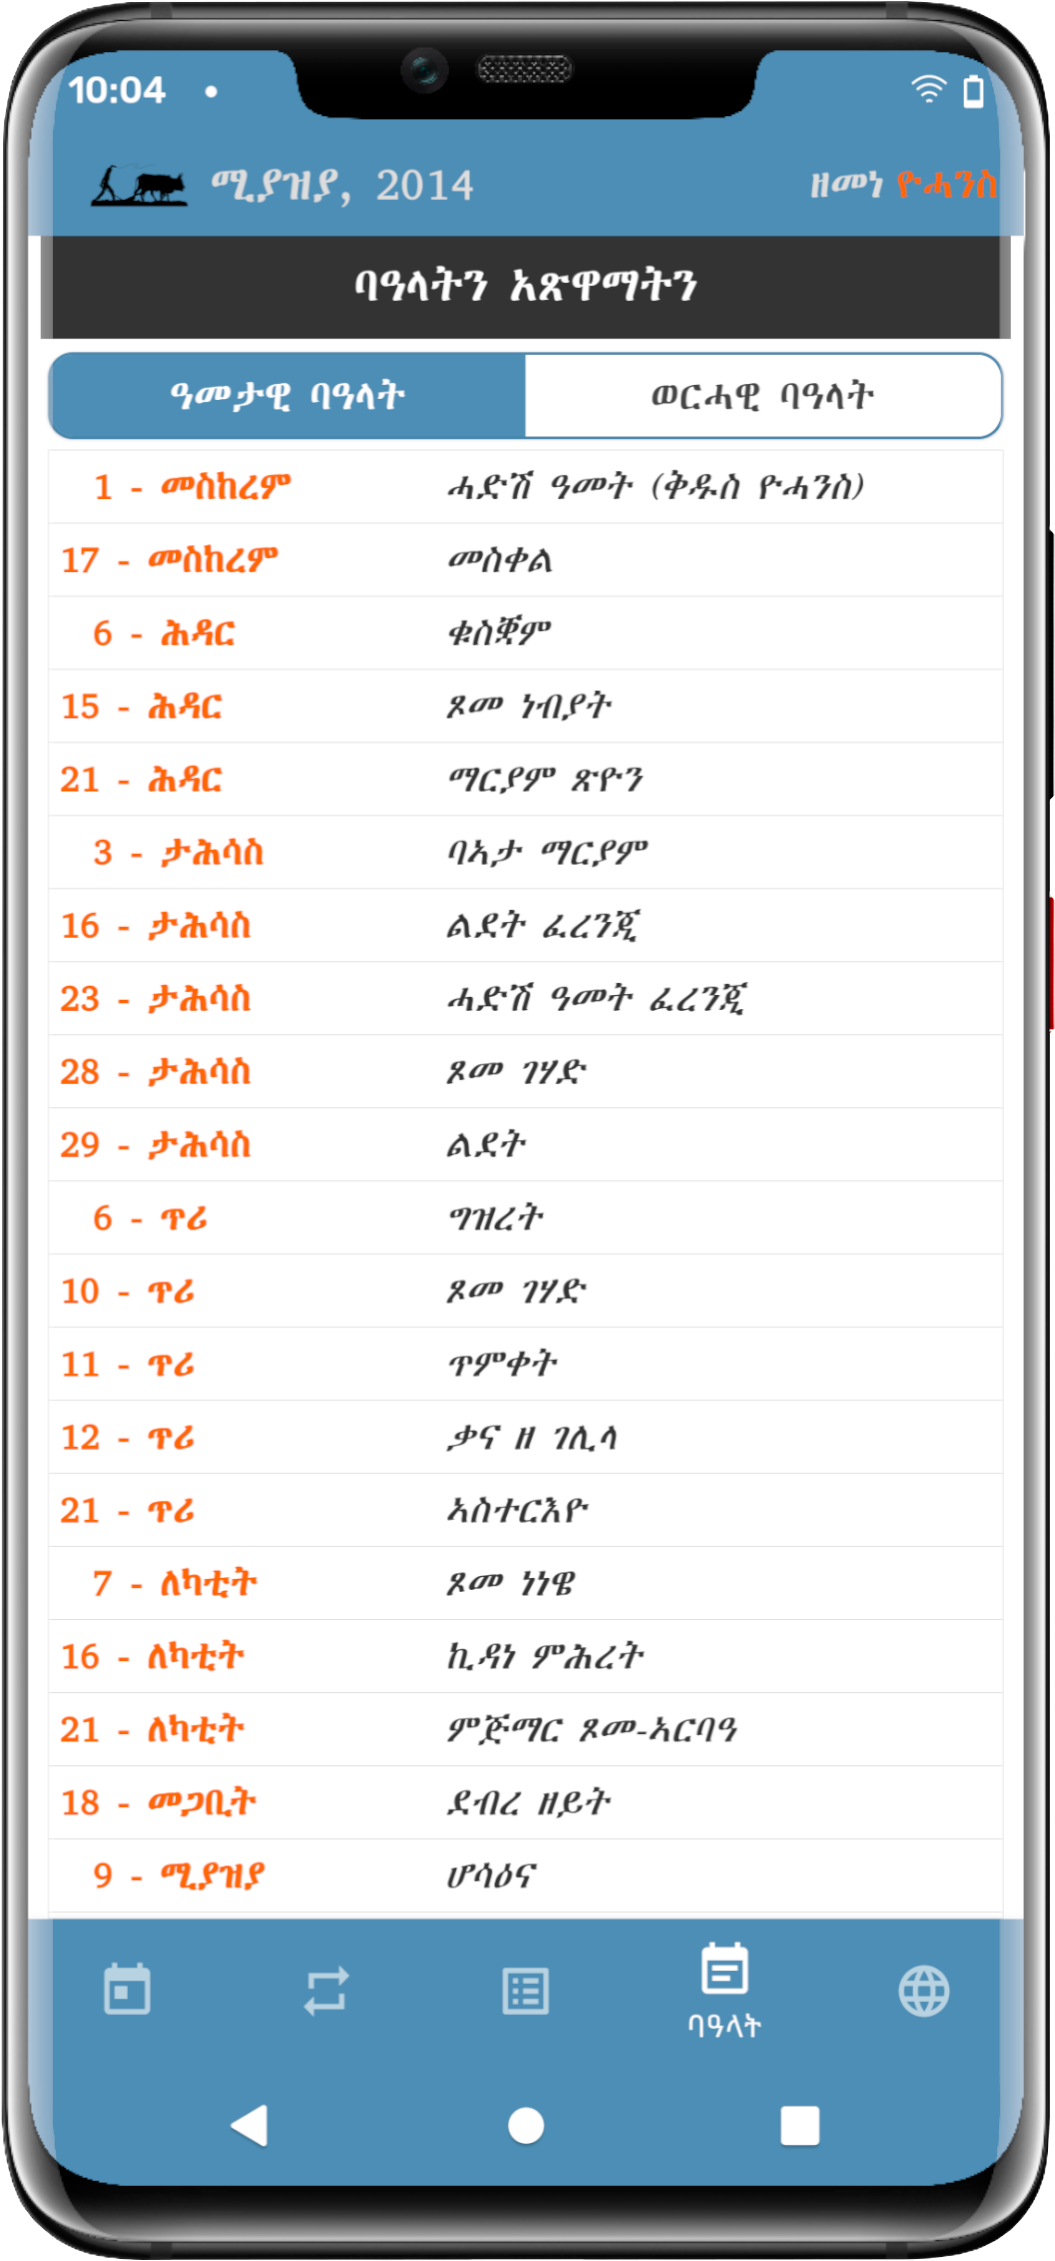 10:04
ሚያዝያ, 2014
ዘመነ ዮሓንስ
ባዓላትን አጽዋማትን
ዓመታዊ ባዓላት
ወርሓዊ ባዓላት
1 - መስከረም ሓድሽ ዓመት (ቅዱስ ዮሓንስ)
17 - መስከረም መስቀል
6 - ሕዳር ቁስቋም
15 - ሕዳር ጾመ ነብያት
21 - ሕዳር ማርያም ጽዮን
3 - ታሕሳስ ባኣታ ማርያም
16 - ታሕሳስ ልደት ፈረንጂ
23 - ታሕሳስ ሓድሽ ዓመት ፈረንጂ
28 - ታሕሳስ ጾመ ገሃድ
29 - ታሕሳስ ልደት
6 - ጥሪ ግዝረት
10 - ጥሪ ጾመ ገሃድ
11 - ጥሪ ጥምቀት
12 - ጥሪ ቃና ዘ ገሊላ
21 - ጥሪ ኣስተርእዮ
7 - ለካቲት ጾመ ነነዌ
16 - ለካቲት ኪዳነ ምሕረት
21 - ለካቲት ምጅማር ጾመ-ኣርባዓ
18 - መጋቢት ደብረ ዘይት
9 - ሚያዝያ ሆሳዕና
ባዓላት